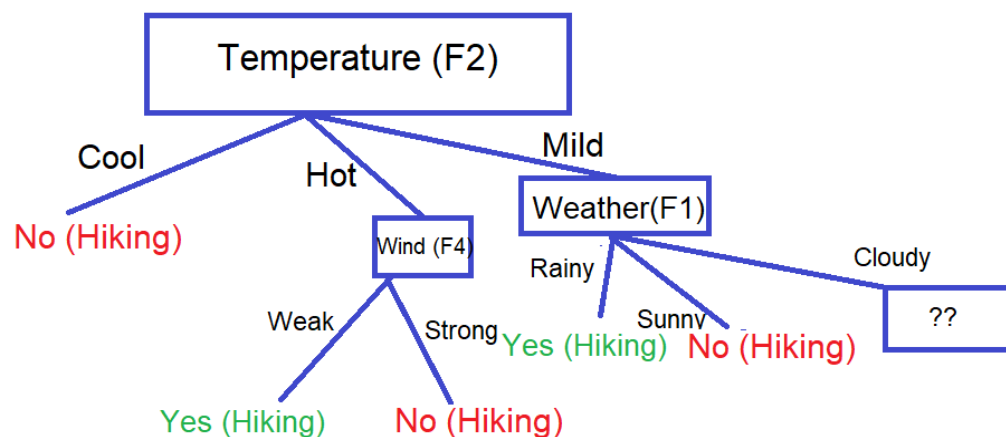 Temperature (F2)
Cool
Hot
Mild
No (Hiking)
Wind (F4)
Weather(F1)
Weak
Strong
Rainy
Sunny
Cloudy
Yes (Hiking)
No (Hiking)
Yes (Hiking)
No (Hiking)
??